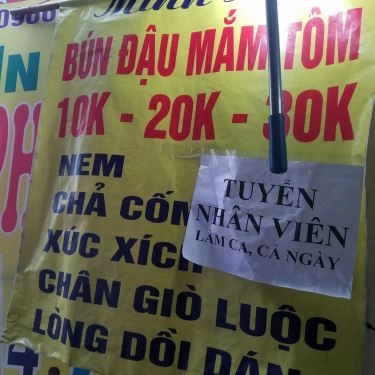 0966
BÚN ĐẬU MẮM TÔM
10K - 20K - 30K
NEM
CHẢ CỐM
XÚC XÍCH
CHÂN GIÒ LUỘC
LÒNG DỒI DÁN
TUYỂN
NHÂN VIÊN
LÀM CA, CẢ NGÀY